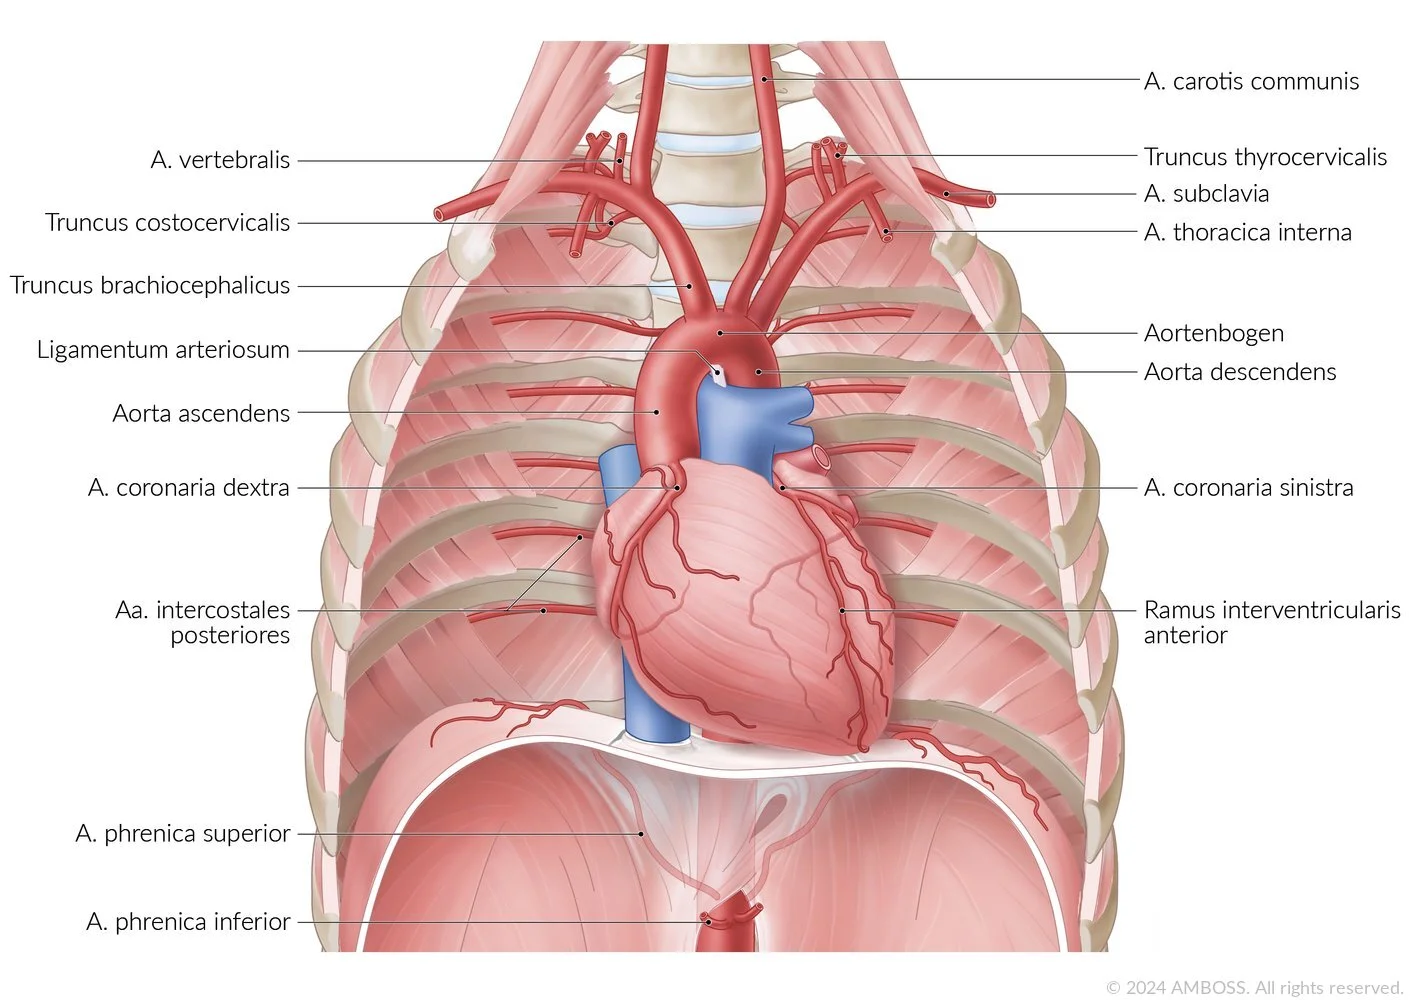 A. vertebralis
Truncus costocervicalis
Truncus brachiocephalicus
Ligamentum arteriosum
Aorta ascendens
A. coronaria dextra
Aa. intercostales
posteriores
A. phrenica superior
A. phrenica inferior
A. carotis communis
Truncus thyrocervicalis
A. subclavia
A. thoracica interna
Aortenbogen
Aorta descendens
A. coronaria sinistra
Ramus interventricularis
anterior
© 2024 AMBOSS. All rights reserved.